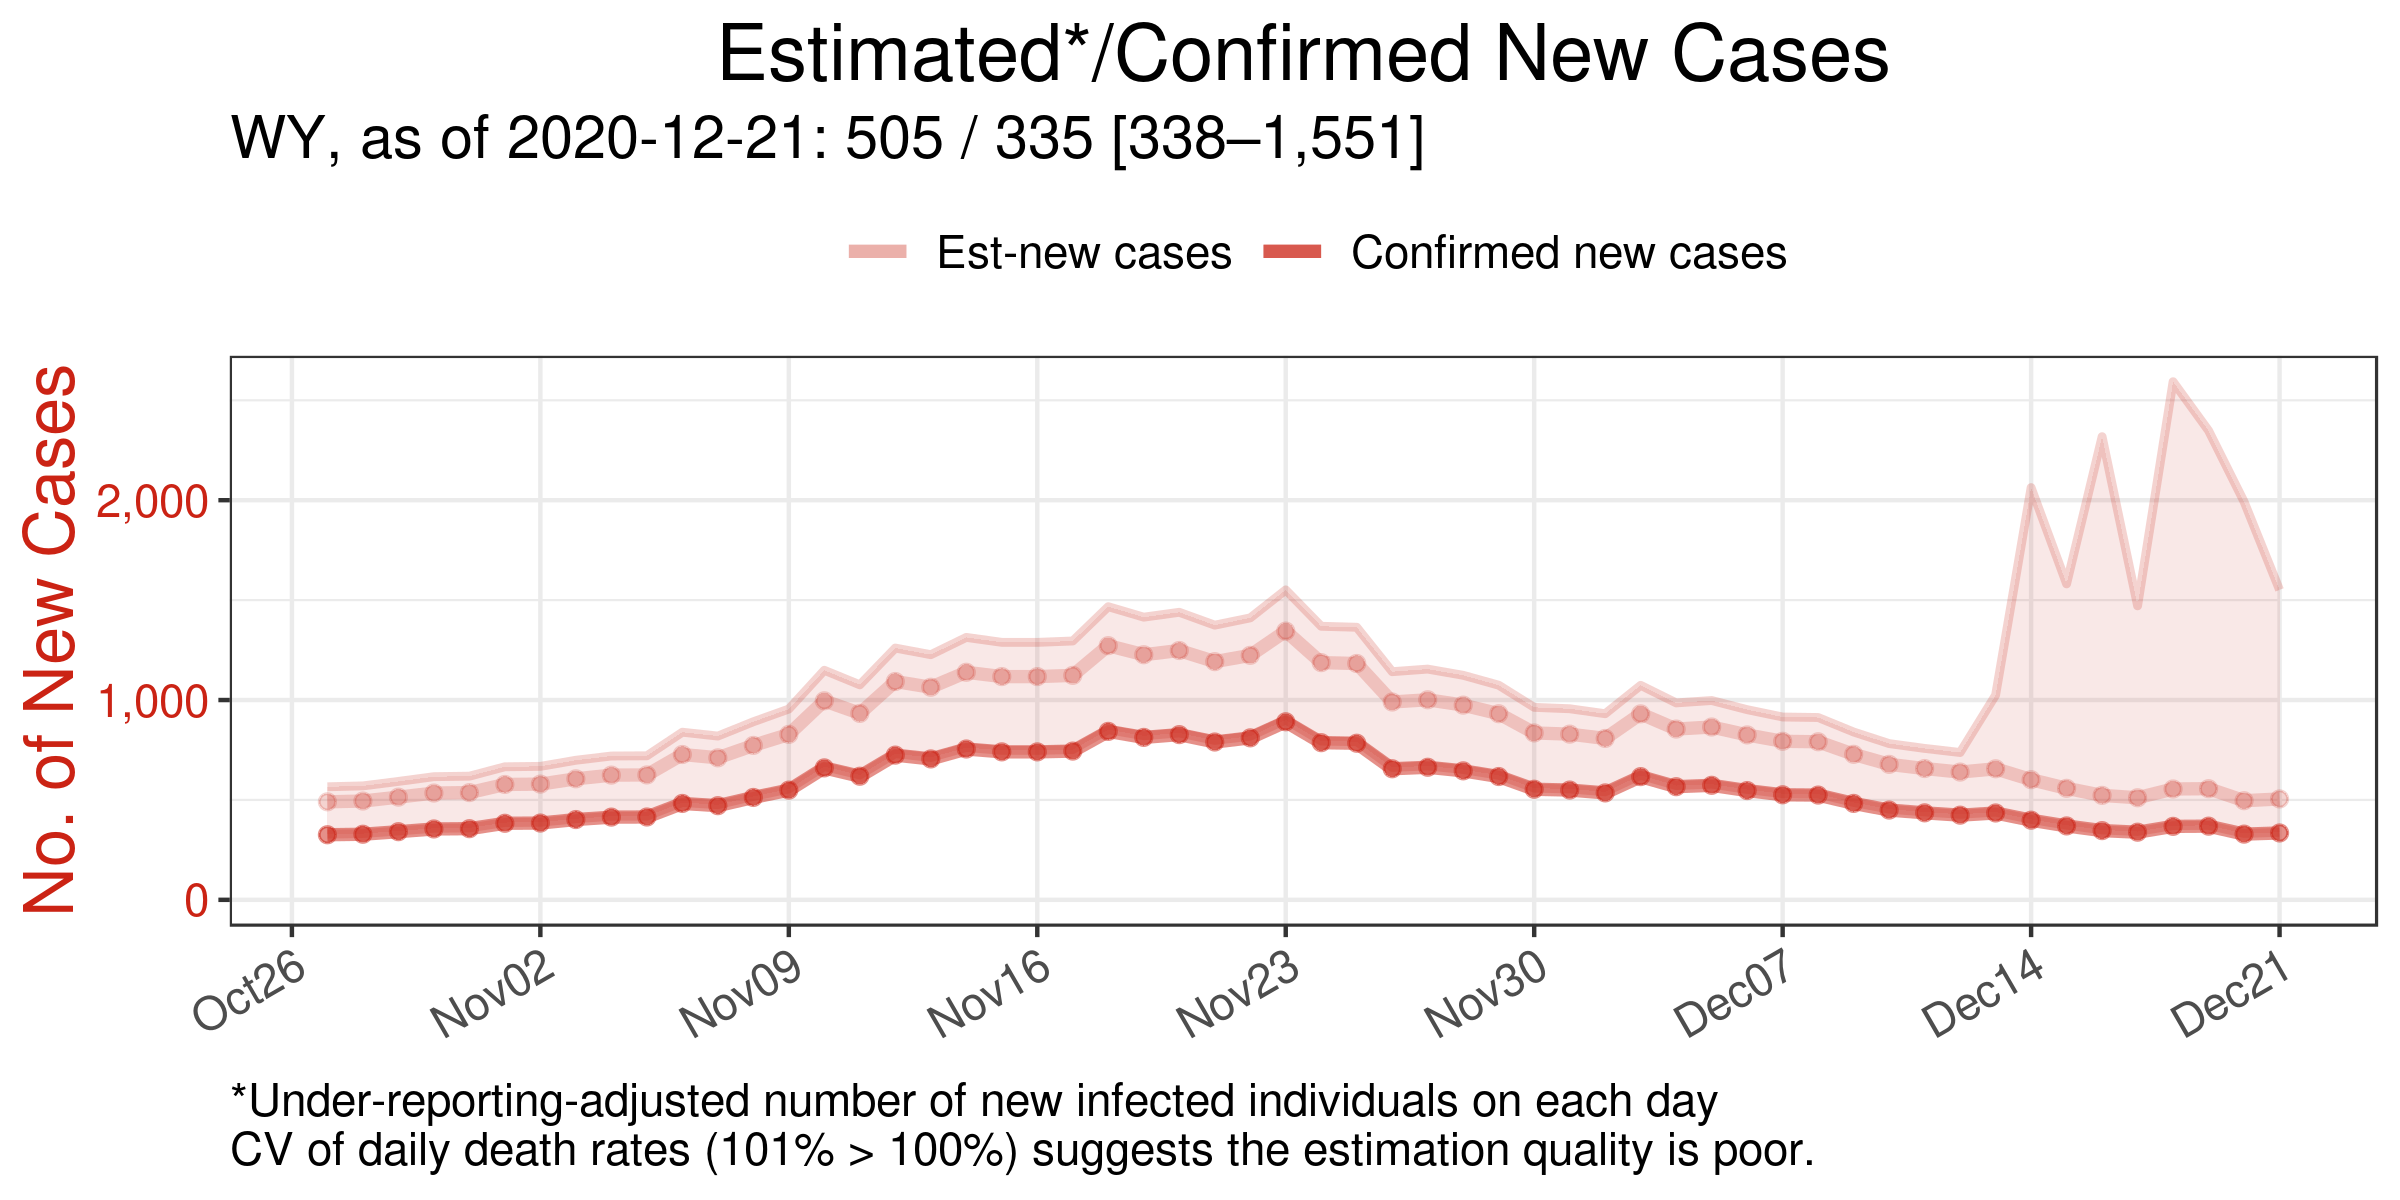 Estimated*/Confirmed New Cases
WY, as of 2020-12-21: 505 / 335 [338–1,551]
Est-new cases
Confirmed new cases
No. of New Cases
2,000
1,000
0
Oct26
Nov02
Nov09
Nov16
Nov23
Nov30
Dec07
Dec14
Dec21
*Under-reporting-adjusted number of new infected individuals on each day
CV of daily death rates (101% > 100%) suggests the estimation quality is poor.